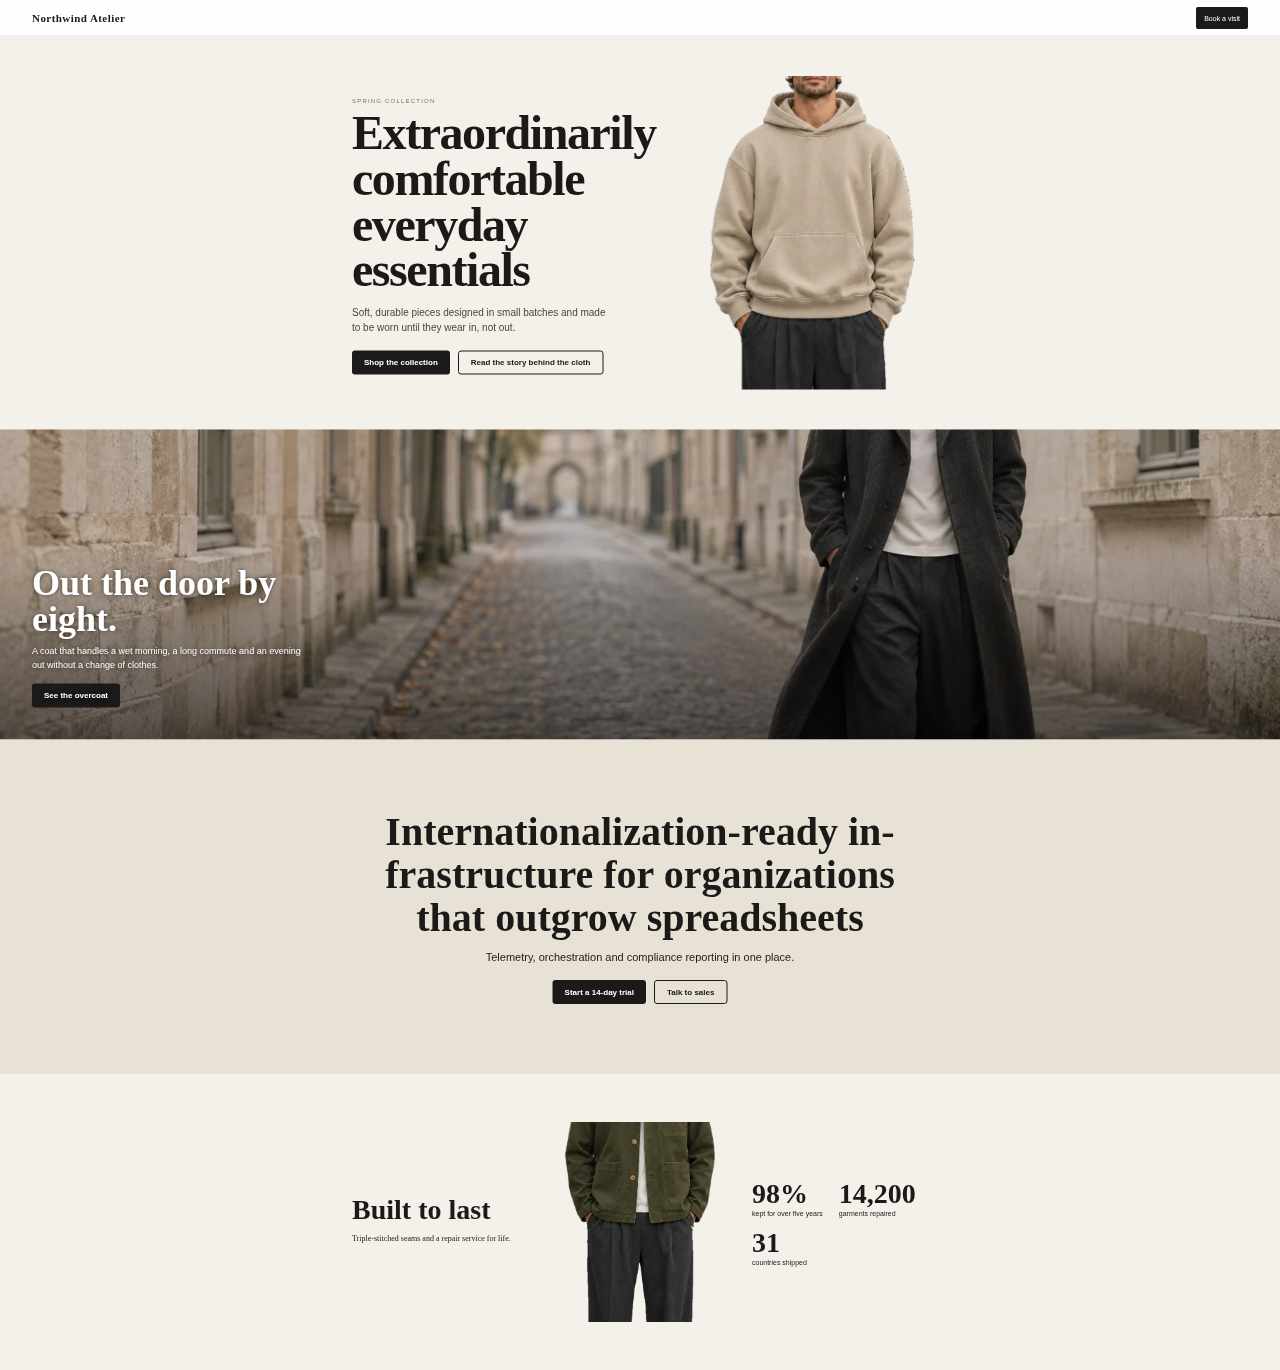 Northwind Atelier
Book a visit
SPRING COLLECTION
Extraordinarily
comfortable
everyday
essentials
Soft, durable pieces designed in small batches and made
to be worn until they wear in, not out.
Shop the collection
Read the story behind the cloth
Out the door by
eight.
A coat that handles a wet morning, a long commute and an evening
out without a change of clothes.
See the overcoat
Internationalization-ready in-
frastructure for organizations
that outgrow spreadsheets
Telemetry, orchestration and compliance reporting in one place.
Start a 14-day trial
Talk to sales
Built to last
Triple-stitched seams and a repair service for life.
98%
kept for over five years
14,200
garments repaired
31
countries shipped